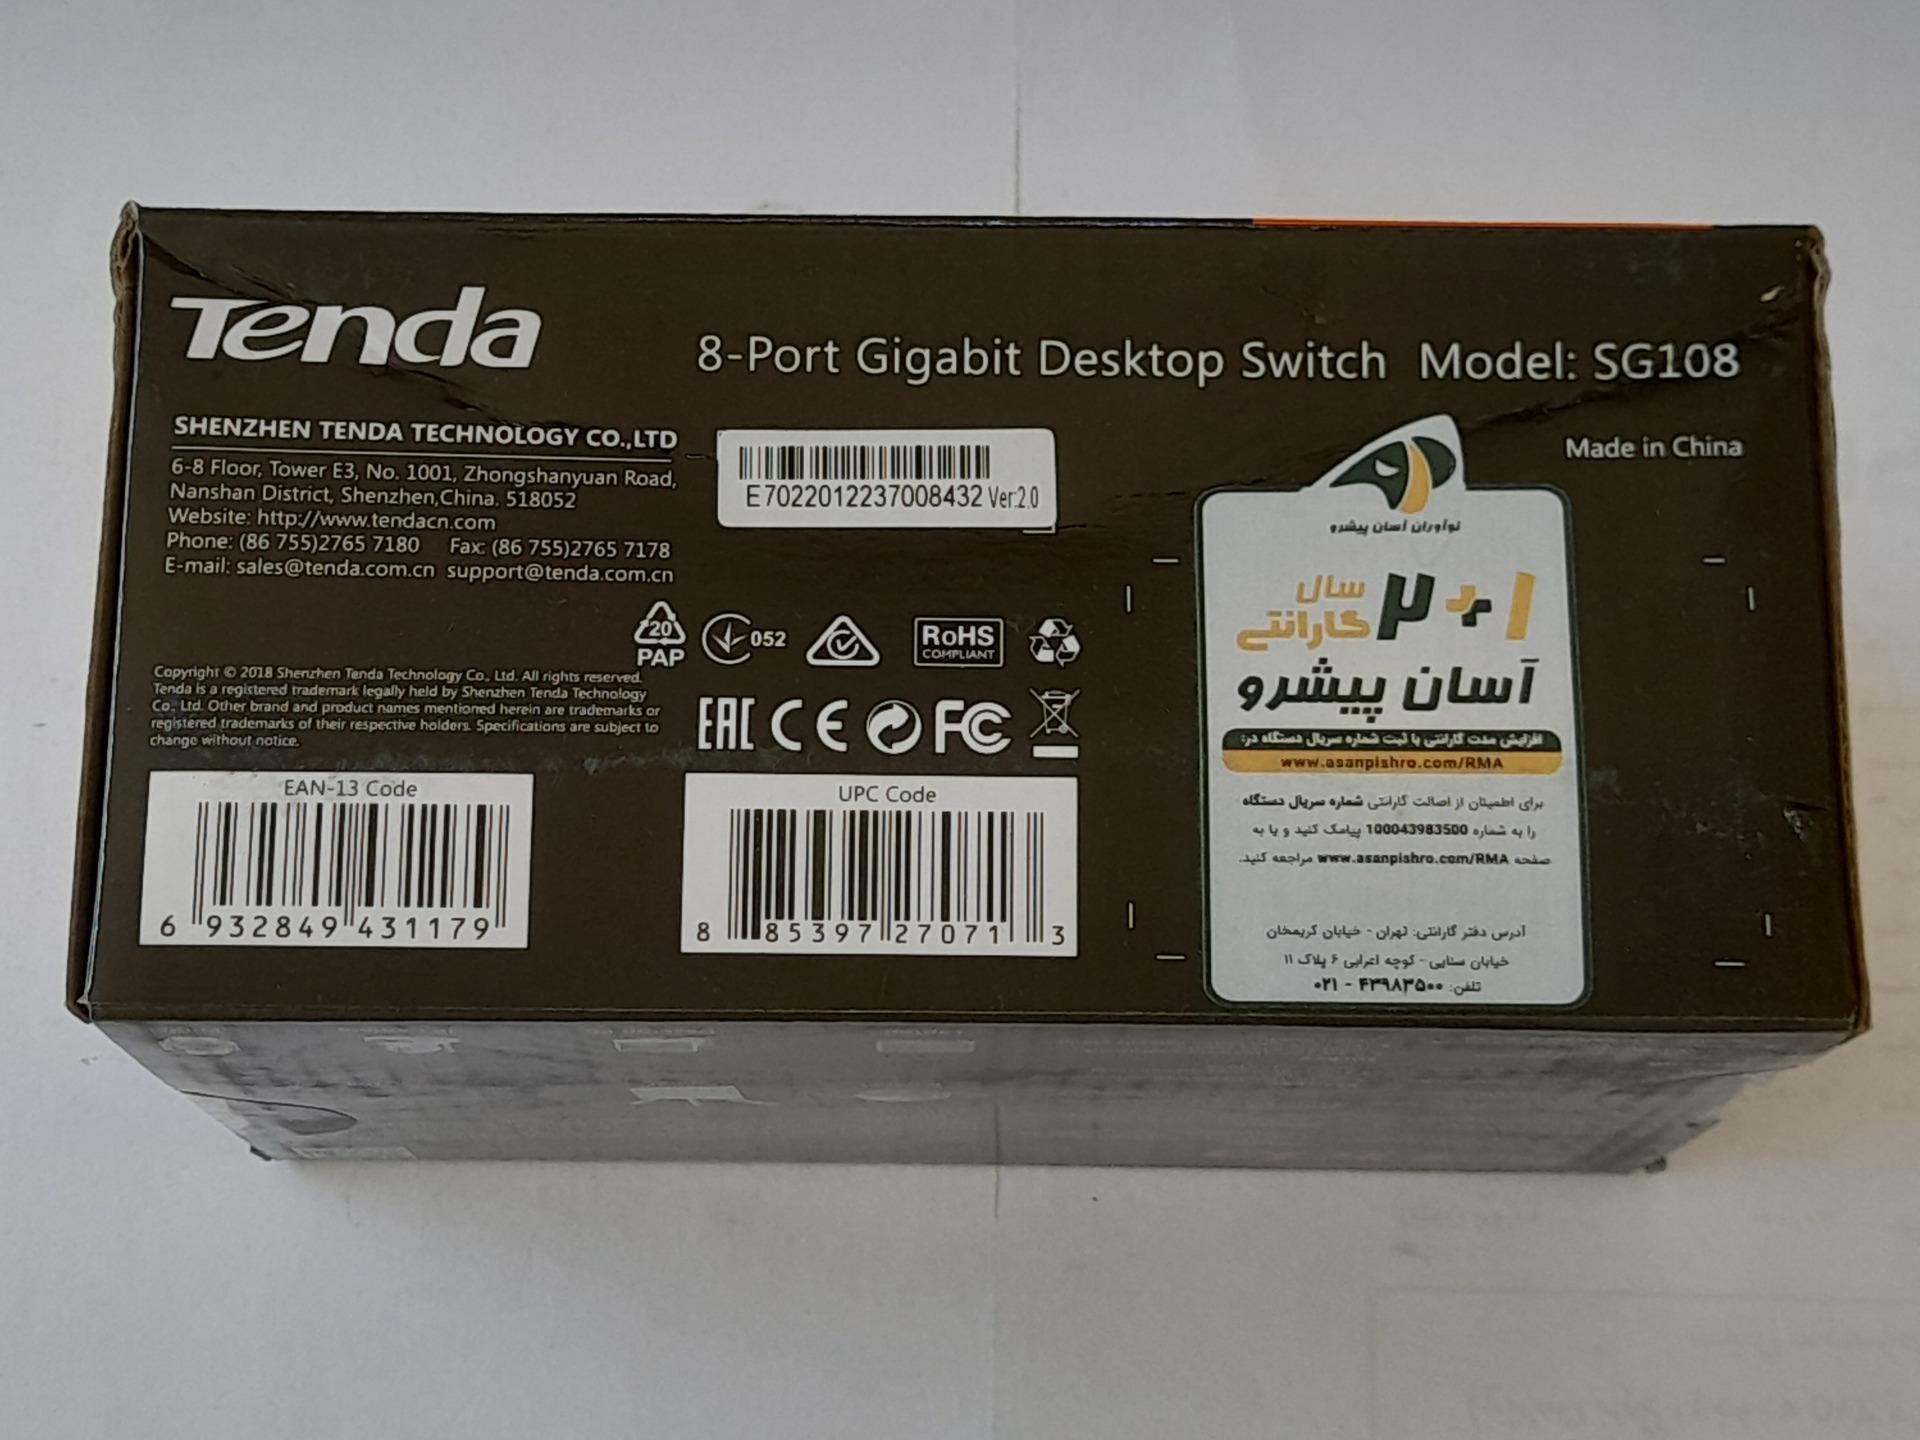 Tenda
8-Port Gigabit Desktop Switch Model: SG108
SHENZHEN TENDA TECHNOLOGY CO.,LTD
6-8 Floor, Tower E3, No. 1001, Zhongshanyuan Road,
Nanshan District, Shenzhen,China. 518052
Website: http://www.tendacn.com
Phone: (86 755)2765 7180 Fax: (86 755)2765 7178
E-mail: sales@tenda.com.cn support@tenda.com.cn
E7022012237008432 Ver:2.0
Made in China
20
PAP
052
RoHS
COMPLIANT
EAC CE FC
Copyright © 2018 Shenzhen Tenda Technology Co., Ltd. All rights reserved.
Tenda is a registered trademark legally held by Shenzhen Tenda Technology
Co., Ltd. Other brand and product names mentioned herein are trademarks or
registered trademarks of their respective holders. Specifications are subject to
change without notice.
EAN-13 Code
6 932849 431179
UPC Code
8 85397 27071 3
نوآوران آسان پیشرو
۱+۲ سال
گارانتی
آسان پیشرو
افزایش مدت گارانتی با ثبت شماره سریال دستگاه در:
www.asanpishro.com/RMA
برای اطمینان از اصالت گارانتی شماره سریال دستگاه
را به شماره 100043983500 پیامک کنید و یا به
صفحه www.asanpishro.com/RMA مراجعه کنید.
آدرس دفتر گارانتی: تهران - خیابان کریمخان
خیابان سنایی - کوچه اعرابی ۶ پلاک ۱۱
تلفن: ۴۳۹۸۳۵۰۰ - ۰۲۱